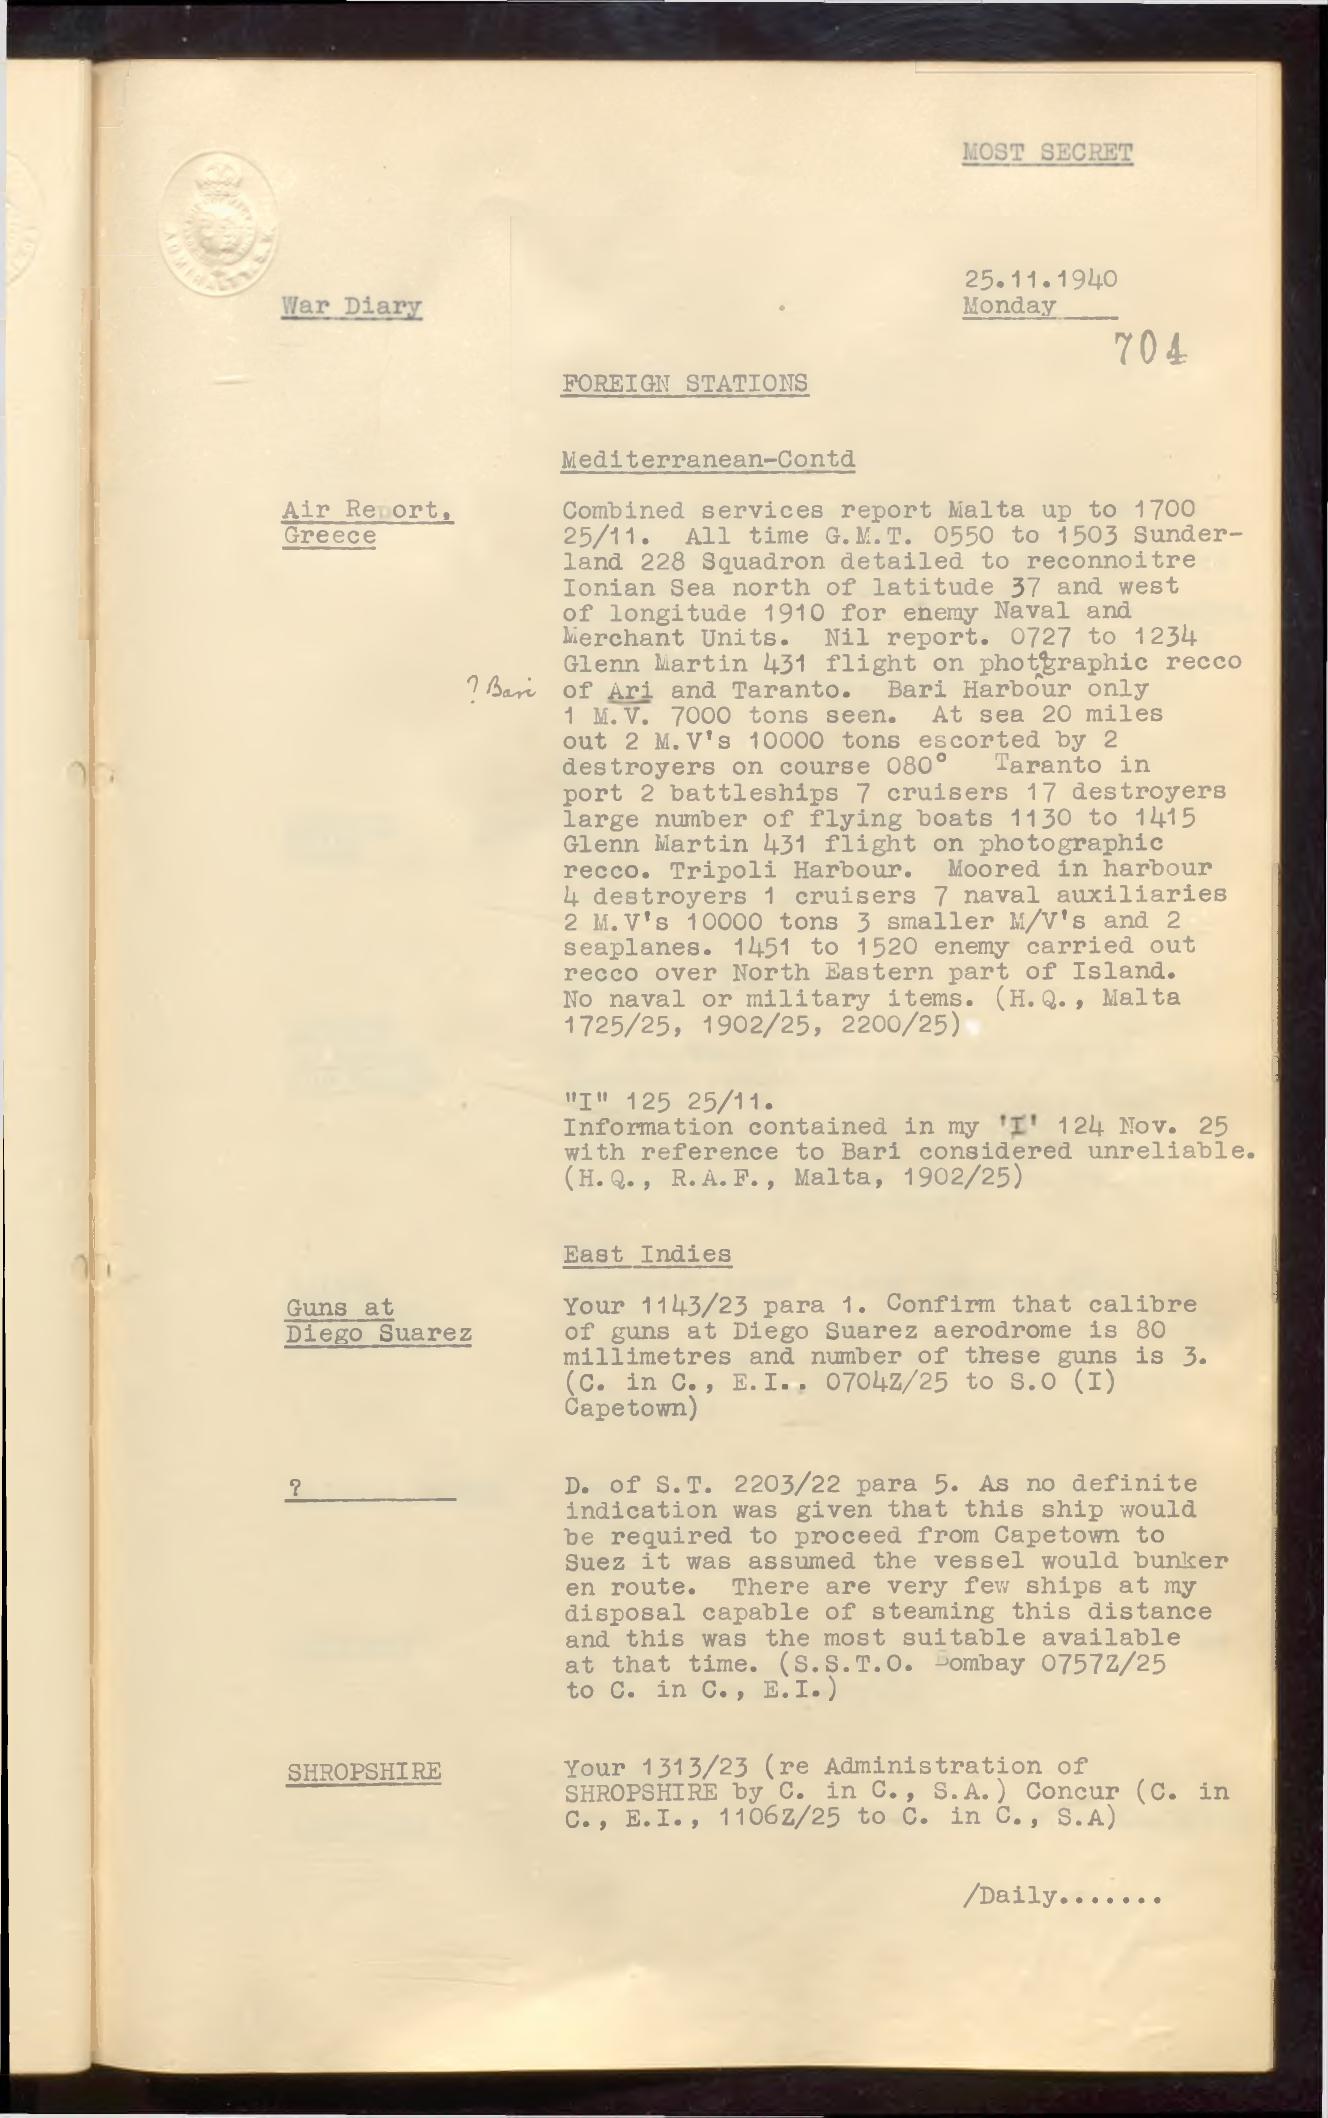 MOST SECRET
ADMIRALTY S.W.
25.11.1940
War Diary
Monday
704
FOREIGN STATIONS
Mediterranean-Contd
Air Report,
Greece
Combined services report Malta up to 1700
25/11. All time G.M.T. 0550 to 1503 Sunder-
land 228 Squadron detailed to reconnoitre
Ionian Sea north of latitude 37 and west
of longitude 1910 for enemy Naval and
Merchant Units. Nil report. 0727 to 1234
Glenn Martin 431 flight on photographic recco
? Bari
of Ari and Taranto. Bari Harbour only
1 M.V. 7000 tons seen. At sea 20 miles
out 2 M.V's 10000 tons escorted by 2
destroyers on course 080° Taranto in
port 2 battleships 7 cruisers 17 destroyers
large number of flying boats 1130 to 1415
Glenn Martin 431 flight on photographic
recco. Tripoli Harbour. Moored in harbour
4 destroyers 1 cruisers 7 naval auxiliaries
2 M.V's 10000 tons 3 smaller M/V's and 2
seaplanes. 1451 to 1520 enemy carried out
recco over North Eastern part of Island.
No naval or military items. (H.Q., Malta
1725/25, 1902/25, 2200/25)
"I" 125 25/11.
Information contained in my 'I' 124 Nov. 25
with reference to Bari considered unreliable.
(H.Q., R.A.F., Malta, 1902/25)
East Indies
Guns at
Diego Suarez
Your 1143/23 para 1. Confirm that calibre
of guns at Diego Suarez aerodrome is 80
millimetres and number of these guns is 3.
(C. in C., E.I.. 0704Z/25 to S.O (I)
Capetown)
?
D. of S.T. 2203/22 para 5. As no definite
indication was given that this ship would
be required to proceed from Capetown to
Suez it was assumed the vessel would bunker
en route. There are very few ships at my
disposal capable of steaming this distance
and this was the most suitable available
at that time. (S.S.T.O. Bombay 0757Z/25
to C. in C., E.I.)
SHROPSHIRE
Your 1313/23 (re Administration of
SHROPSHIRE by C. in C., S.A.) Concur (C. in
C., E.I., 1106Z/25 to C. in C., S.A)
/Daily.......